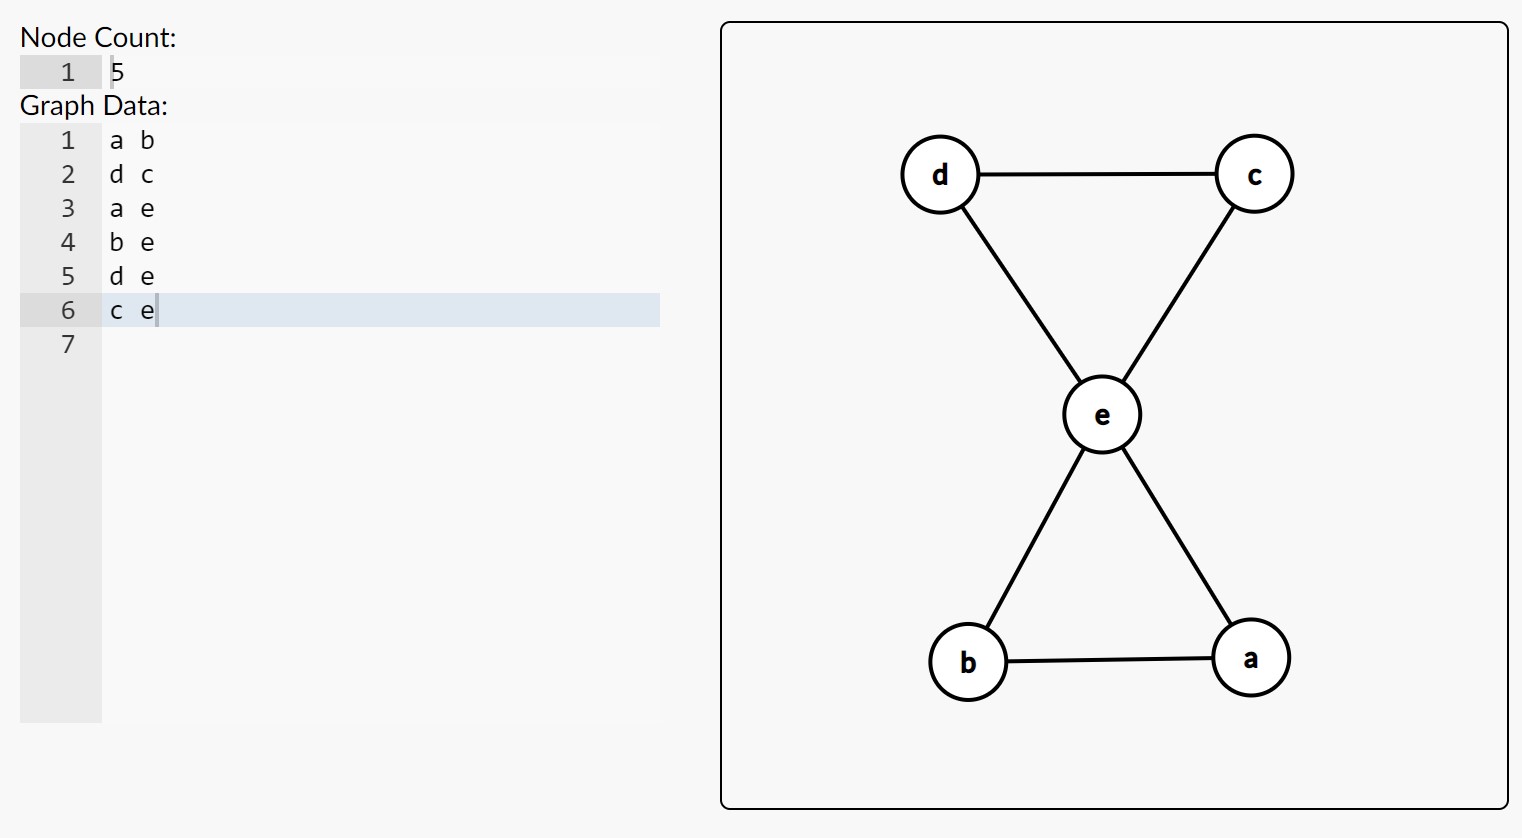 Node Count:
1 5
Graph Data:
1 a b
2 d c
3 a e
4 b e
5 d e
6 c e
7
d c
e
b a